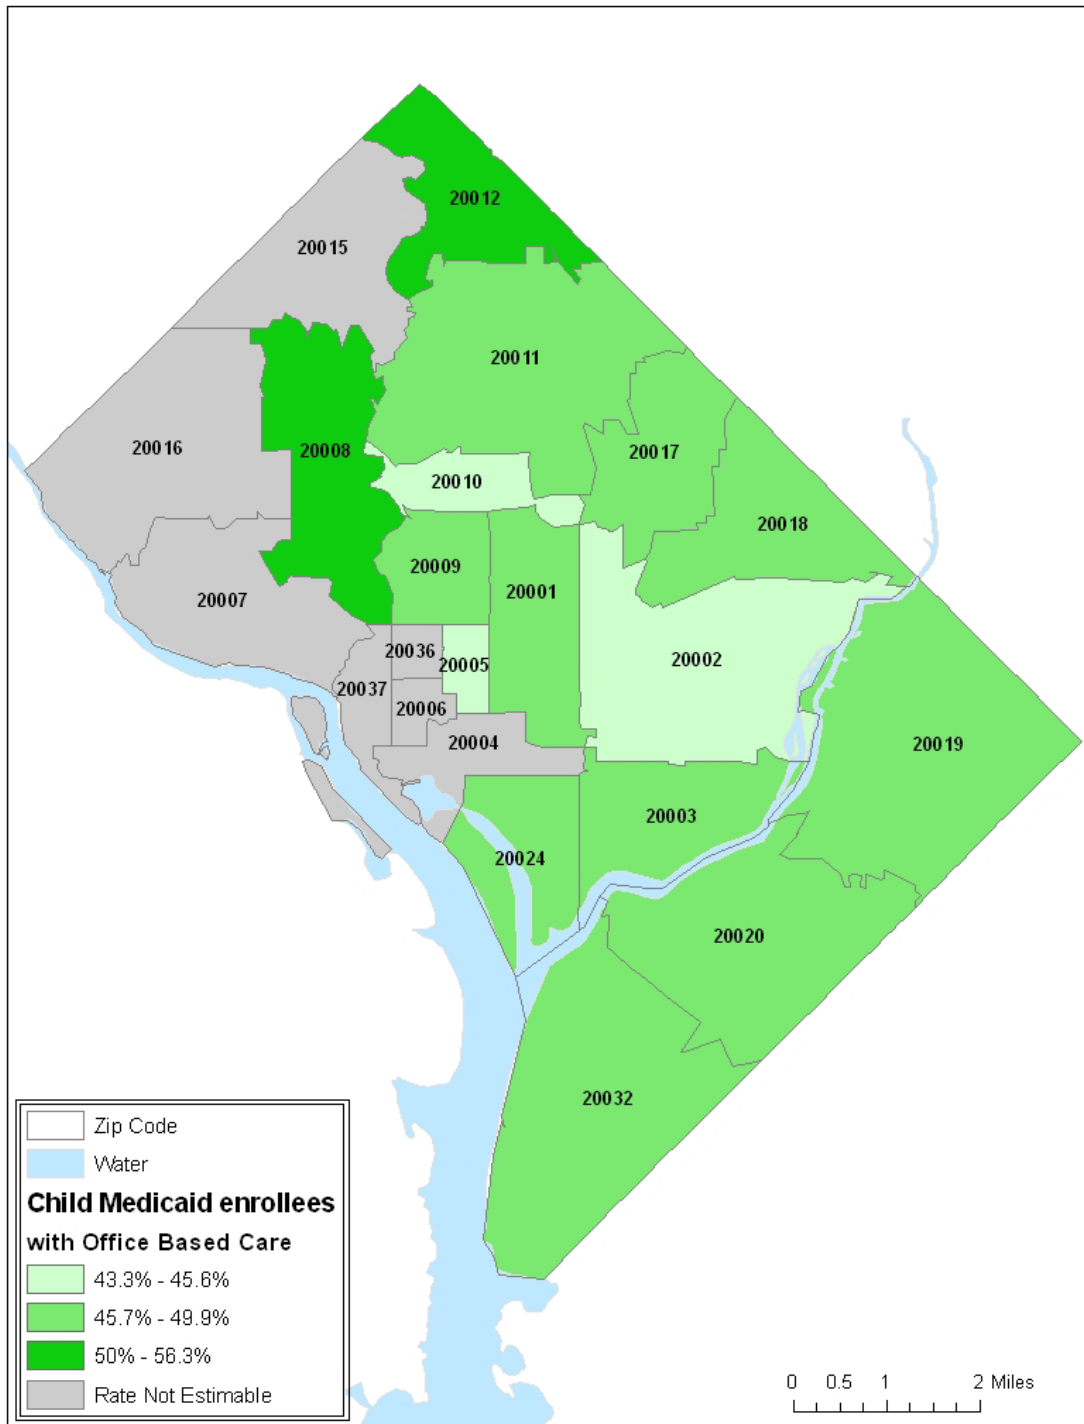 20012
20015
20011
20016
20008
20017
20010
20018
20009
20001
20007
20036
20005
20002
20037
20006
20004
20019
20003
20024
20020
20032
Zip Code
Water
Child Medicaid enrollees
with Office Based Care
43.3% - 45.6%
45.7% - 49.9%
50% - 56.3%
Rate Not Estimable
0 0.5 1 2 Miles